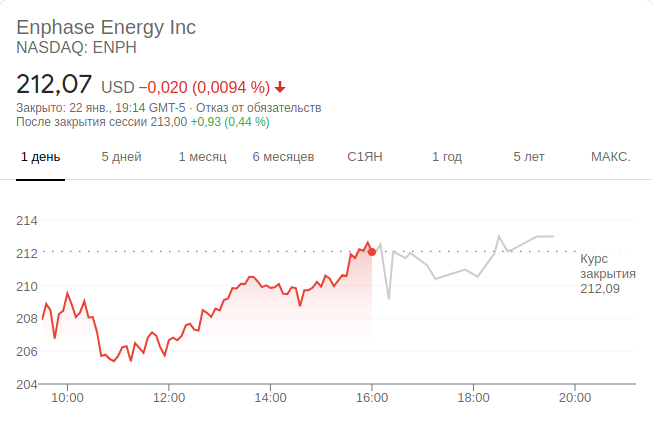 Enphase Energy Inc
NASDAQ: ENPH
212,07 USD −0,020 (0,0094 %)
Закрыто: 22 янв., 19:14 GMT-5 · Отказ от обязательств
После закрытия сессии 213,00 +0,93 (0,44 %)
1 день 5 дней 1 месяц 6 месяцев С1ЯН 1 год 5 лет МАКС.
214
212
210
208
206
204
Курс
закрытия
212,09
10:00 12:00 14:00 16:00 18:00 20:00